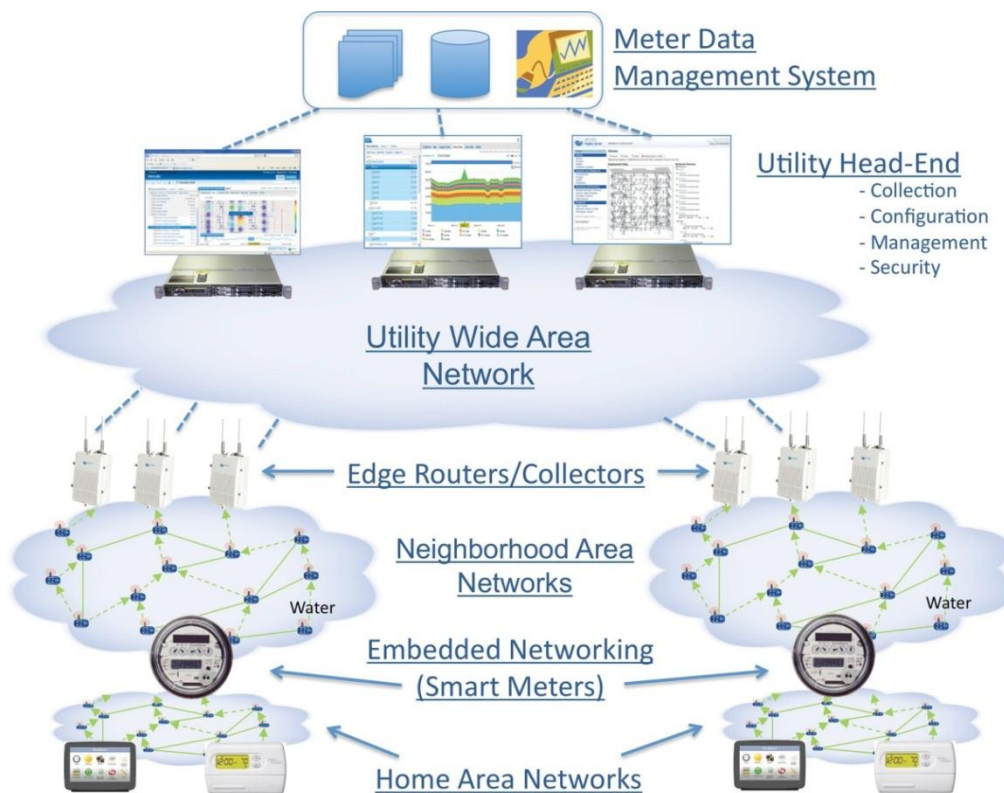 Meter Data
Management System
Utility Head-End
- Collection
- Configuration
- Management
- Security
Utility Wide Area
Network
Edge Routers/Collectors
Neighborhood Area
Networks
Water
Water
Embedded Networking
(Smart Meters)
Home Area Networks